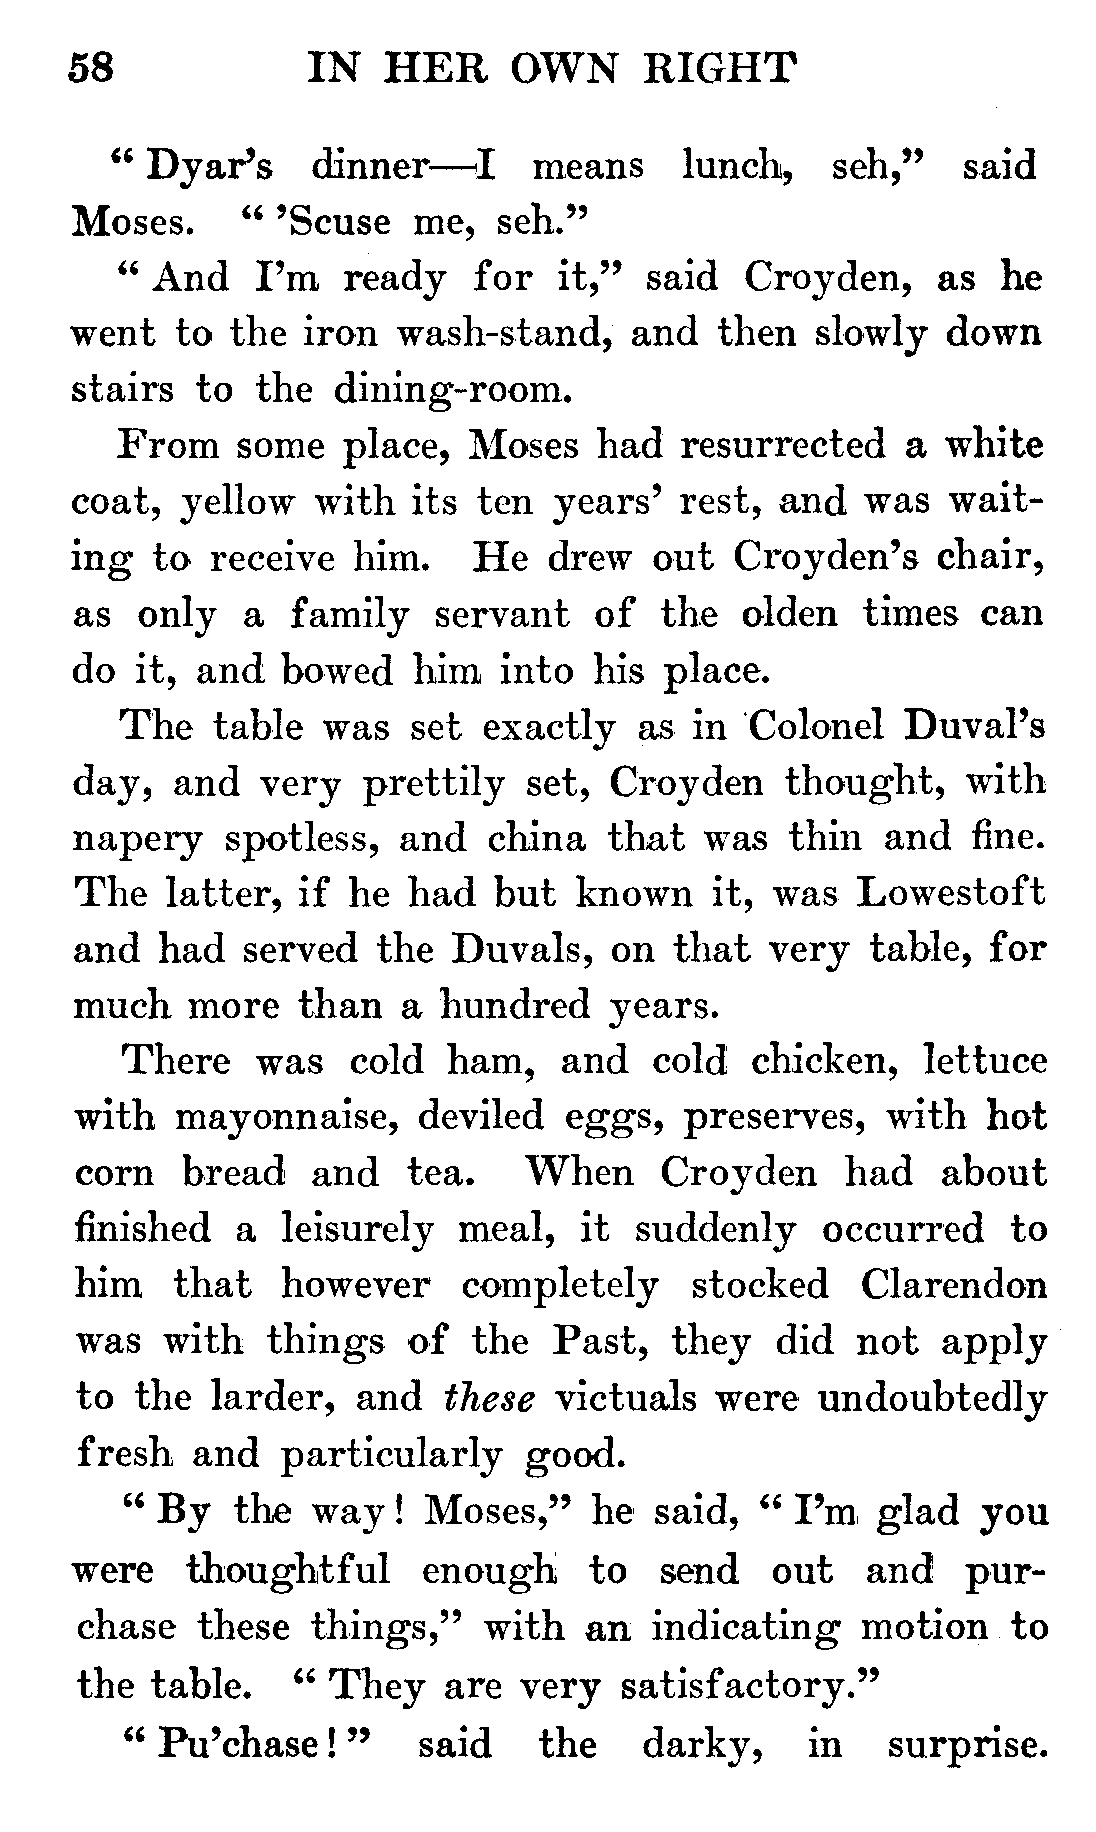 58 IN HER OWN RIGHT
“ Dyar’s dinner—I means lunch, seh,” said
Moses. “ ’Scuse me, seh.”
“ And I’m ready for it,” said Croyden, as he
went to the iron wash-stand, and then slowly down
stairs to the dining-room.
From some place, Moses had resurrected a white
coat, yellow with its ten years’ rest, and was wait-
ing to receive him. He drew out Croyden’s chair,
as only a family servant of the olden times can
do it, and bowed him into his place.
The table was set exactly as in Colonel Duval’s
day, and very prettily set, Croyden thought, with
napery spotless, and china that was thin and fine.
The latter, if he had but known it, was Lowestoft
and had served the Duvals, on that very table, for
much more than a hundred years.
There was cold ham, and cold chicken, lettuce
with mayonnaise, deviled eggs, preserves, with hot
corn bread and tea. When Croyden had about
finished a leisurely meal, it suddenly occurred to
him that however completely stocked Clarendon
was with things of the Past, they did not apply
to the larder, and these victuals were undoubtedly
fresh and particularly good.
“ By the way! Moses,” he said, “ I’m glad you
were thoughtful enough to send out and pur-
chase these things,” with an indicating motion to
the table. “ They are very satisfactory.”
“ Pu’chase! ” said the darky, in surprise.